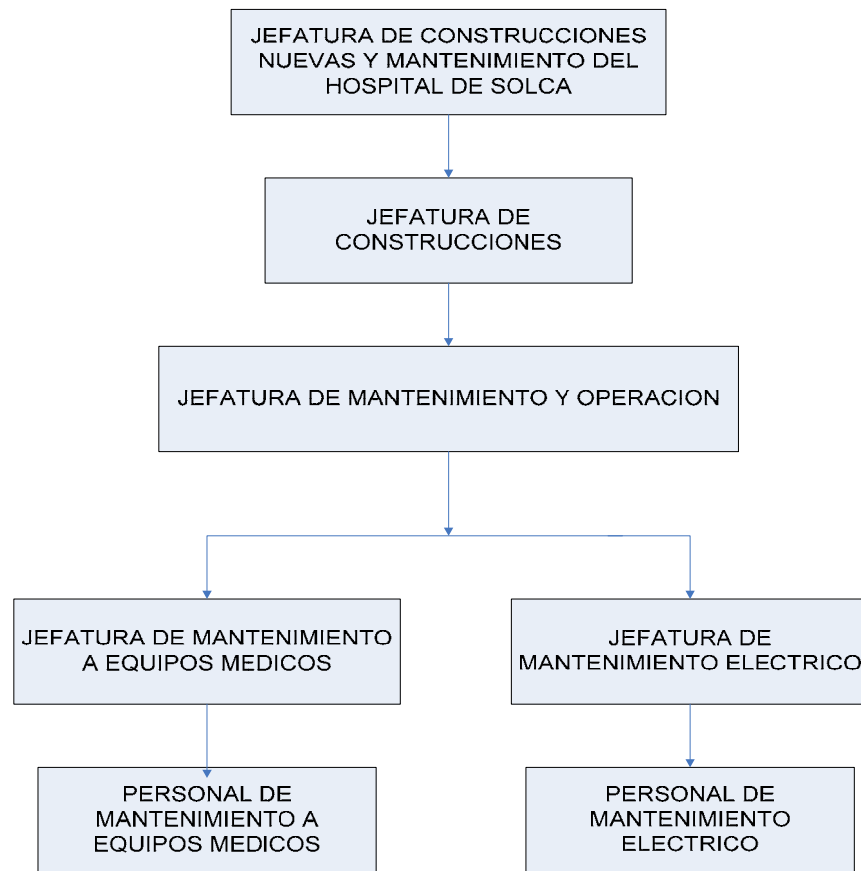 JEFATURA DE CONSTRUCCIONES
NUEVAS Y MANTENIMIENTO DEL
HOSPITAL DE SOLCA
JEFATURA DE
CONSTRUCCIONES
JEFATURA DE MANTENIMIENTO Y OPERACION
JEFATURA DE MANTENIMIENTO
A EQUIPOS MEDICOS
JEFATURA DE
MANTENIMIENTO ELECTRICO
PERSONAL DE
MANTENIMIENTO A
EQUIPOS MEDICOS
PERSONAL DE
MANTENIMIENTO
ELECTRICO